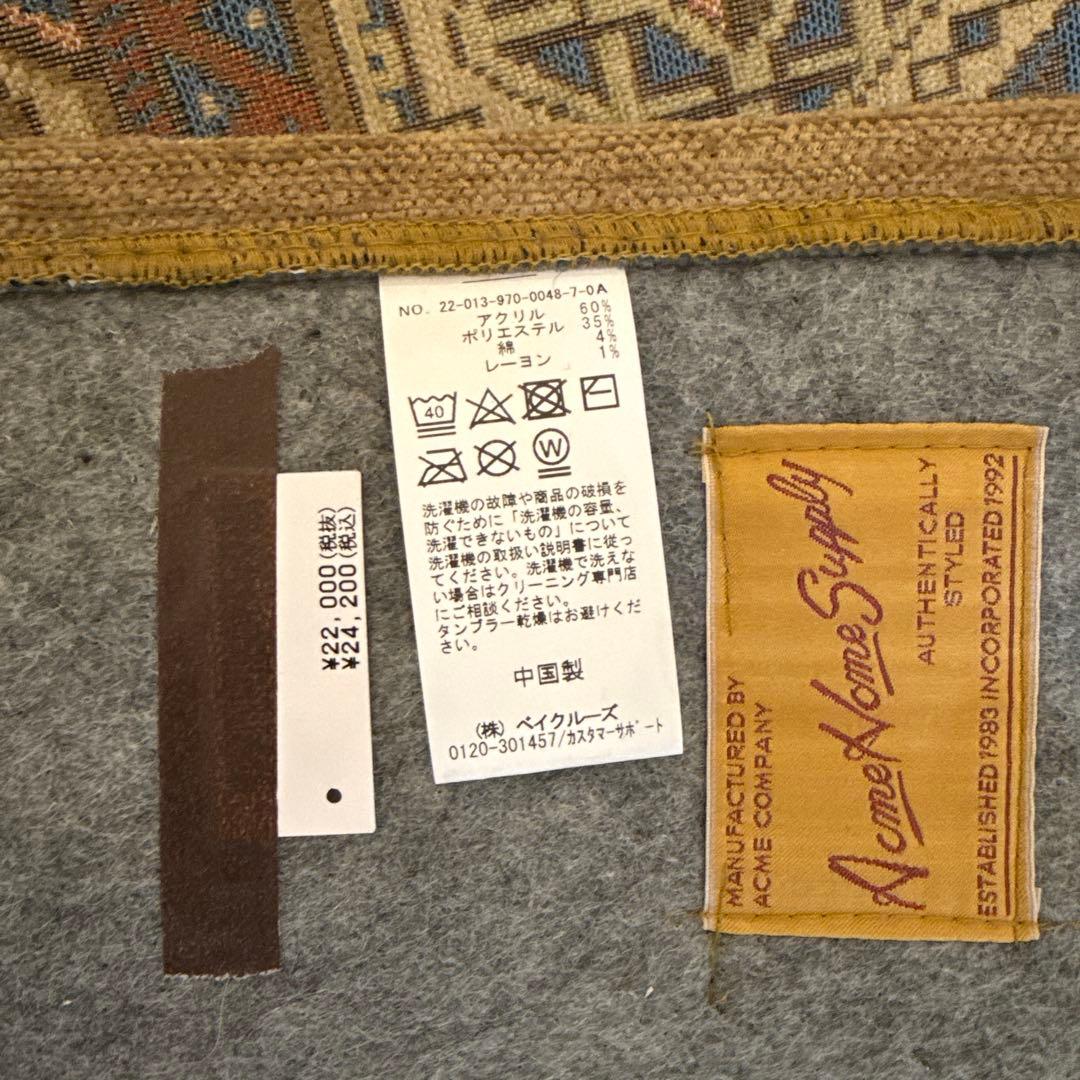 NO. 22-013-970-0048-7-0A
アクリル 60%
ポリエステル 35%
綿 4%
レーヨン 1%
40
W
洗濯機の故障や商品の破損を
防ぐために「洗濯機の容量、
洗濯できないもの」について
洗濯機の取扱い説明書に従っ
てください。洗濯機で洗えな
い場合はクリーニング専門店
にご相談ください。
タンブラー乾燥はお避けくだ
さい。
中国製
(株) ベイクルーズ
0120-301457/カスタマーサポート
¥22,000(税抜)
¥24,200(税込)
MANUFACTURED BY
ACME COMPANY
Acme Home Supply
AUTHENTICALLY
STYLED
ESTABLISHED 1983 INCORPORATED 1992